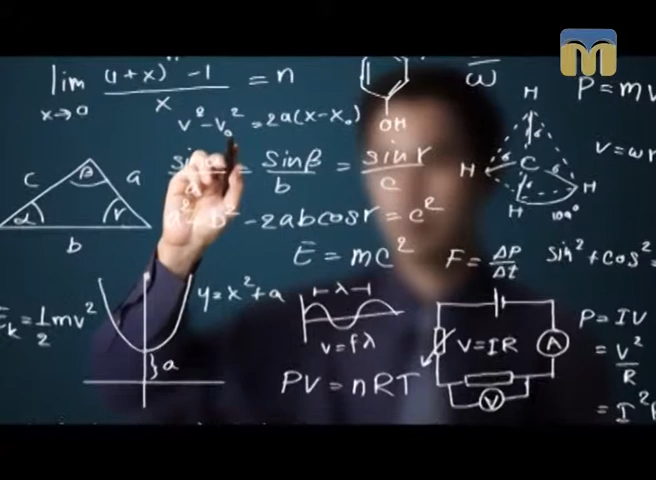 lim x→a (1+x)ⁿ -1 / x = n
v² - v₀² = 2a(x-x₀)
OH
ω
P = mv
H
H C H
H
109°
v = ωr
c β a
α γ
b
sinα / a = sinβ / b = sinγ / c
a² + b² - 2abcosγ = c²
E = mc²
F = ΔP / Δt
sin² + cos² =
Eₖ = 1/2 mv²
y = x² + a
a
λ
v = fλ
PV = nRT
V = IR
A
V
P = IV
= V² / R
= I²
M